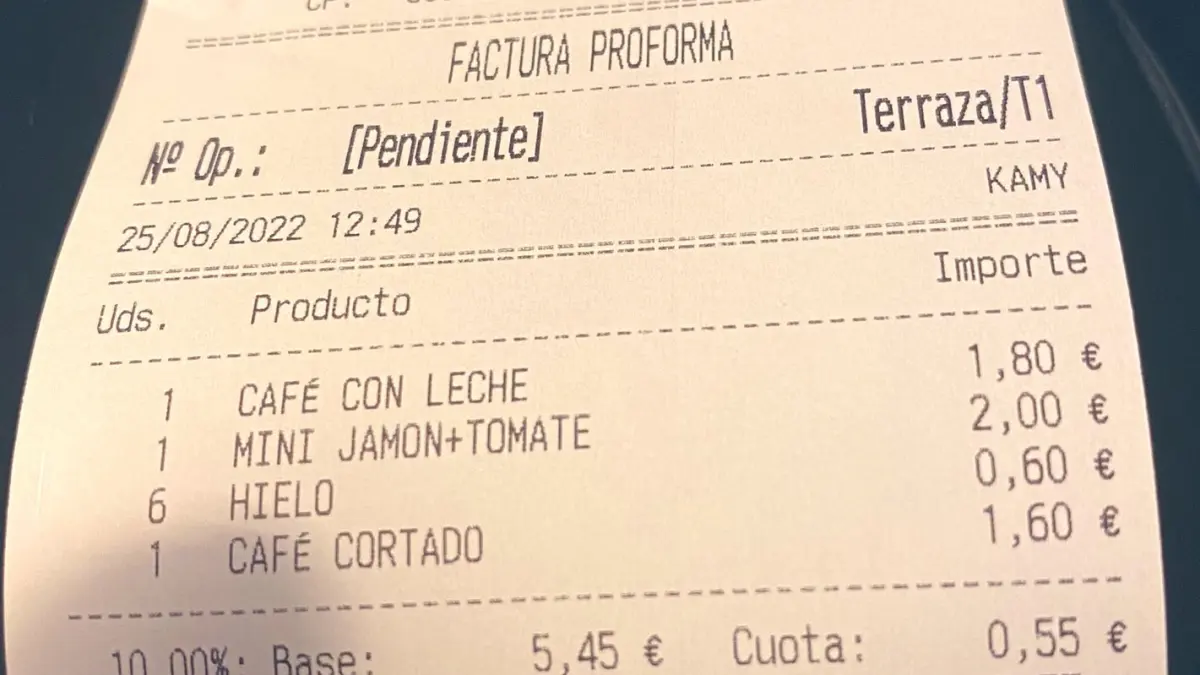 FACTURA PROFORMA
Nº Op.: [Pendiente] Terraza/T1
25/08/2022 12:49 KAMY
Uds. Producto Importe
1 CAFÉ CON LECHE 1,80 €
1 MINI JAMON+TOMATE 2,00 €
6 HIELO 0,60 €
1 CAFÉ CORTADO 1,60 €
10,00%: Base: 5,45 € Cuota: 0,55 €